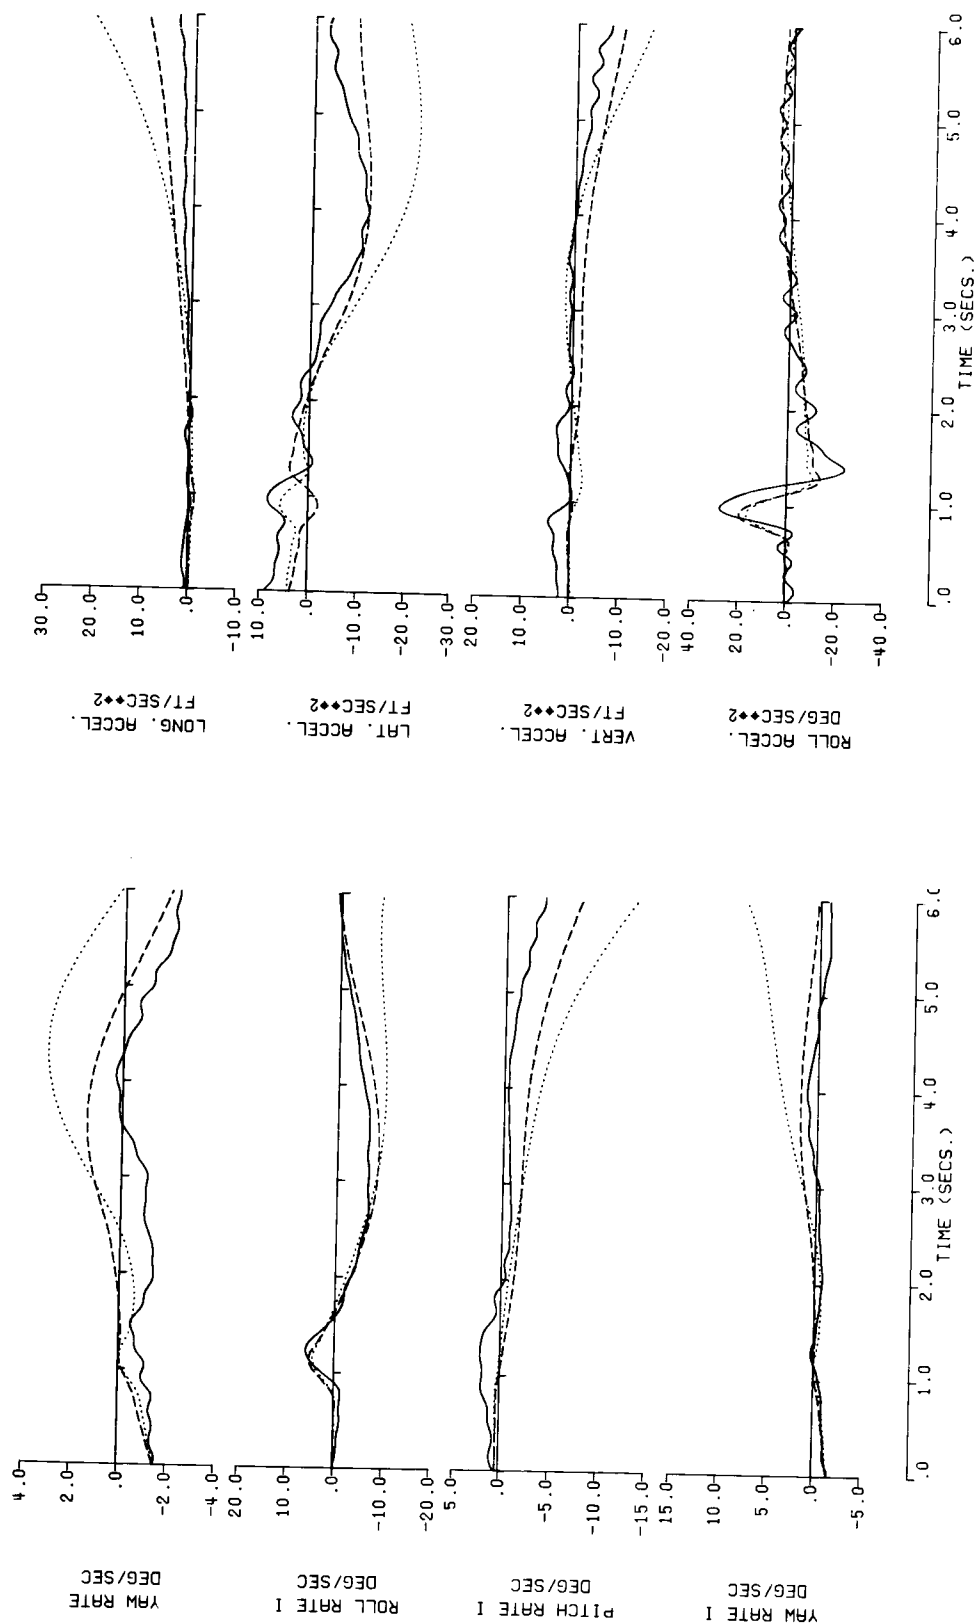 YAW RATE
DEG/SEC
4.0
2.0
.0
-2.0
-4.0
ROLL RATE I
DEG/SEC
20.0
10.0
.0
-10.0
-20.0
PITCH RATE I
DEG/SEC
5.0
.0
-5.0
-10.0
-15.0
YAW RATE I
DEG/SEC
15.0
10.0
5.0
.0
-5.0
.0 1.0 2.0 3.0 4.0 5.0 6.0
TIME (SECS.)
LONG. ACCEL.
FT/SEC**2
30.0
20.0
10.0
.0
-10.0
LAT. ACCEL.
FT/SEC**2
10.0
.0
-10.0
-20.0
-30.0
VERT. ACCEL.
FT/SEC**2
20.0
10.0
.0
-10.0
-20.0
ROLL ACCEL.
DEG/SEC**2
40.0
20.0
.0
-20.0
-40.0
.0 1.0 2.0 3.0 4.0 5.0 6.0
TIME (SECS.)